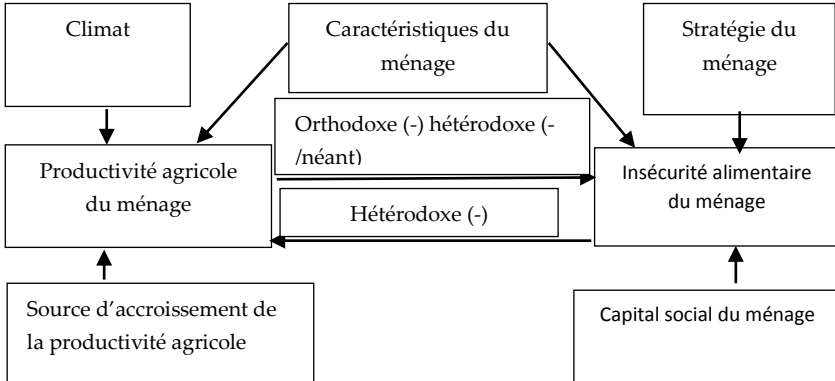 Climat
Caractéristiques du
ménage
Stratégie du
ménage
Orthodoxe (-) hétérodoxe (-
/néant)
Productivité agricole
du ménage
Insécurité alimentaire
du ménage
Hétérodoxe (-)
Source d’accroissement de
la productivité agricole
Capital social du ménage